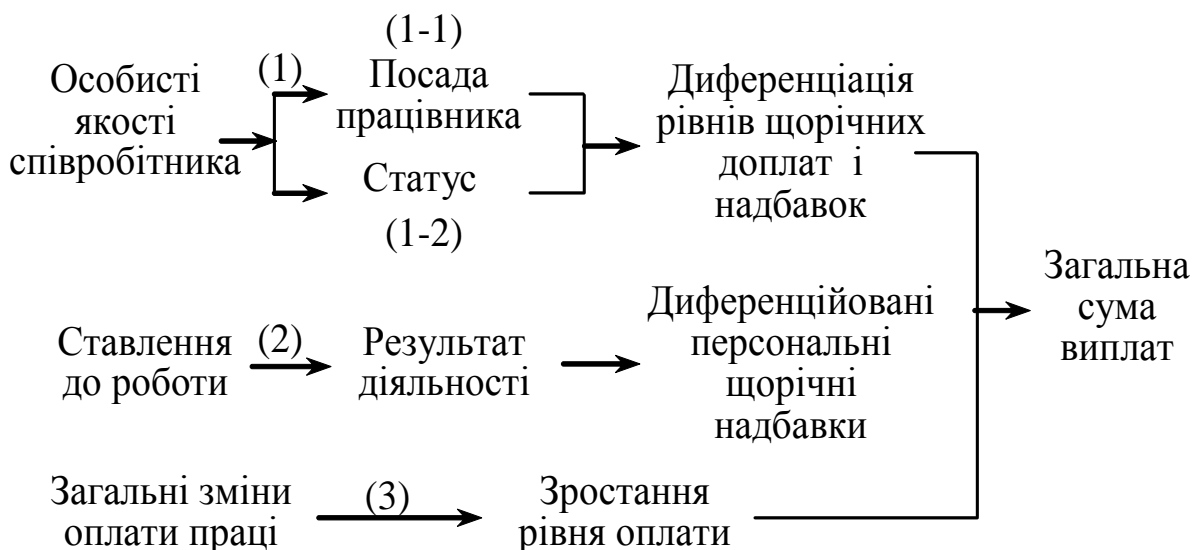 (1-1)
Особисті
якості
співробітника
(1)
Посада
працівника
Статус
(1-2)
Диференціація
рівнів щорічних
доплат і
надбавок
Ставлення
до роботи
(2)
Результат
діяльності
Диференційовані
персональні
щорічні
надбавки
Загальні зміни
оплати праці
(3)
Зростання
рівня оплати
Загальна
сума
виплат